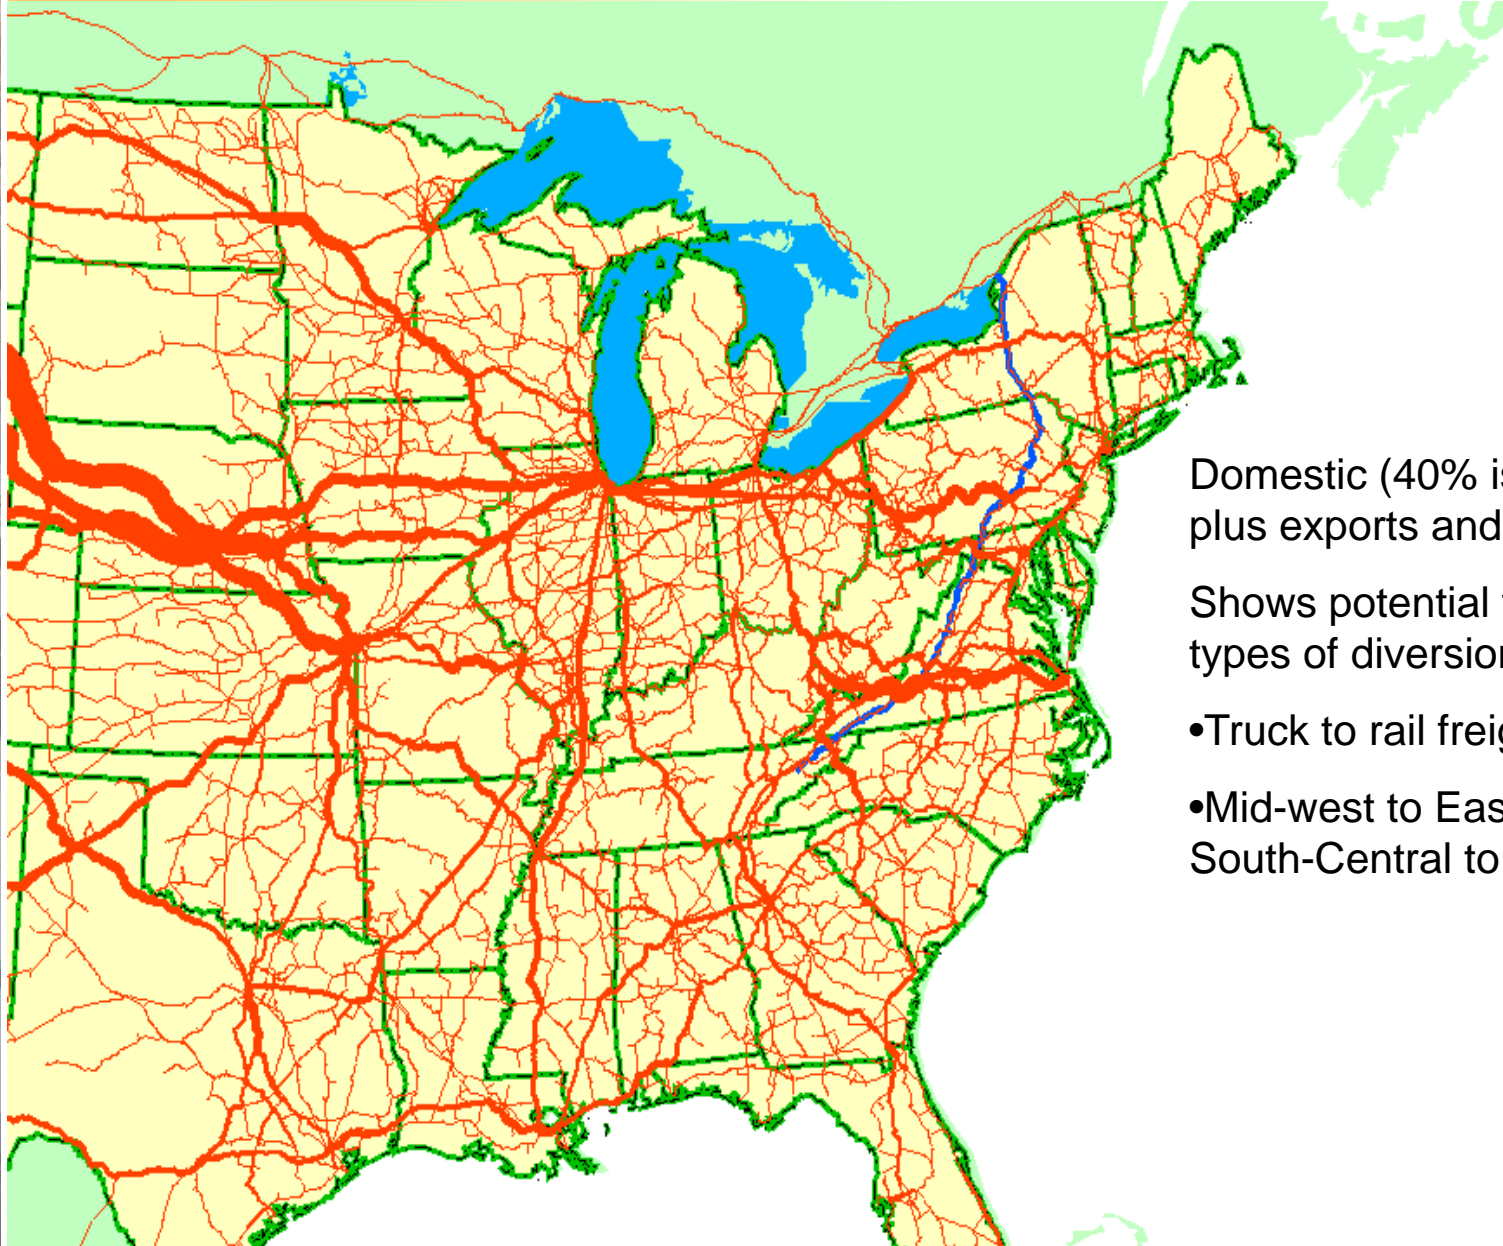 Domestic (40% is
plus exports and
Shows potential
types of diversion
•Truck to rail freig
•Mid-west to Eas
South-Central to